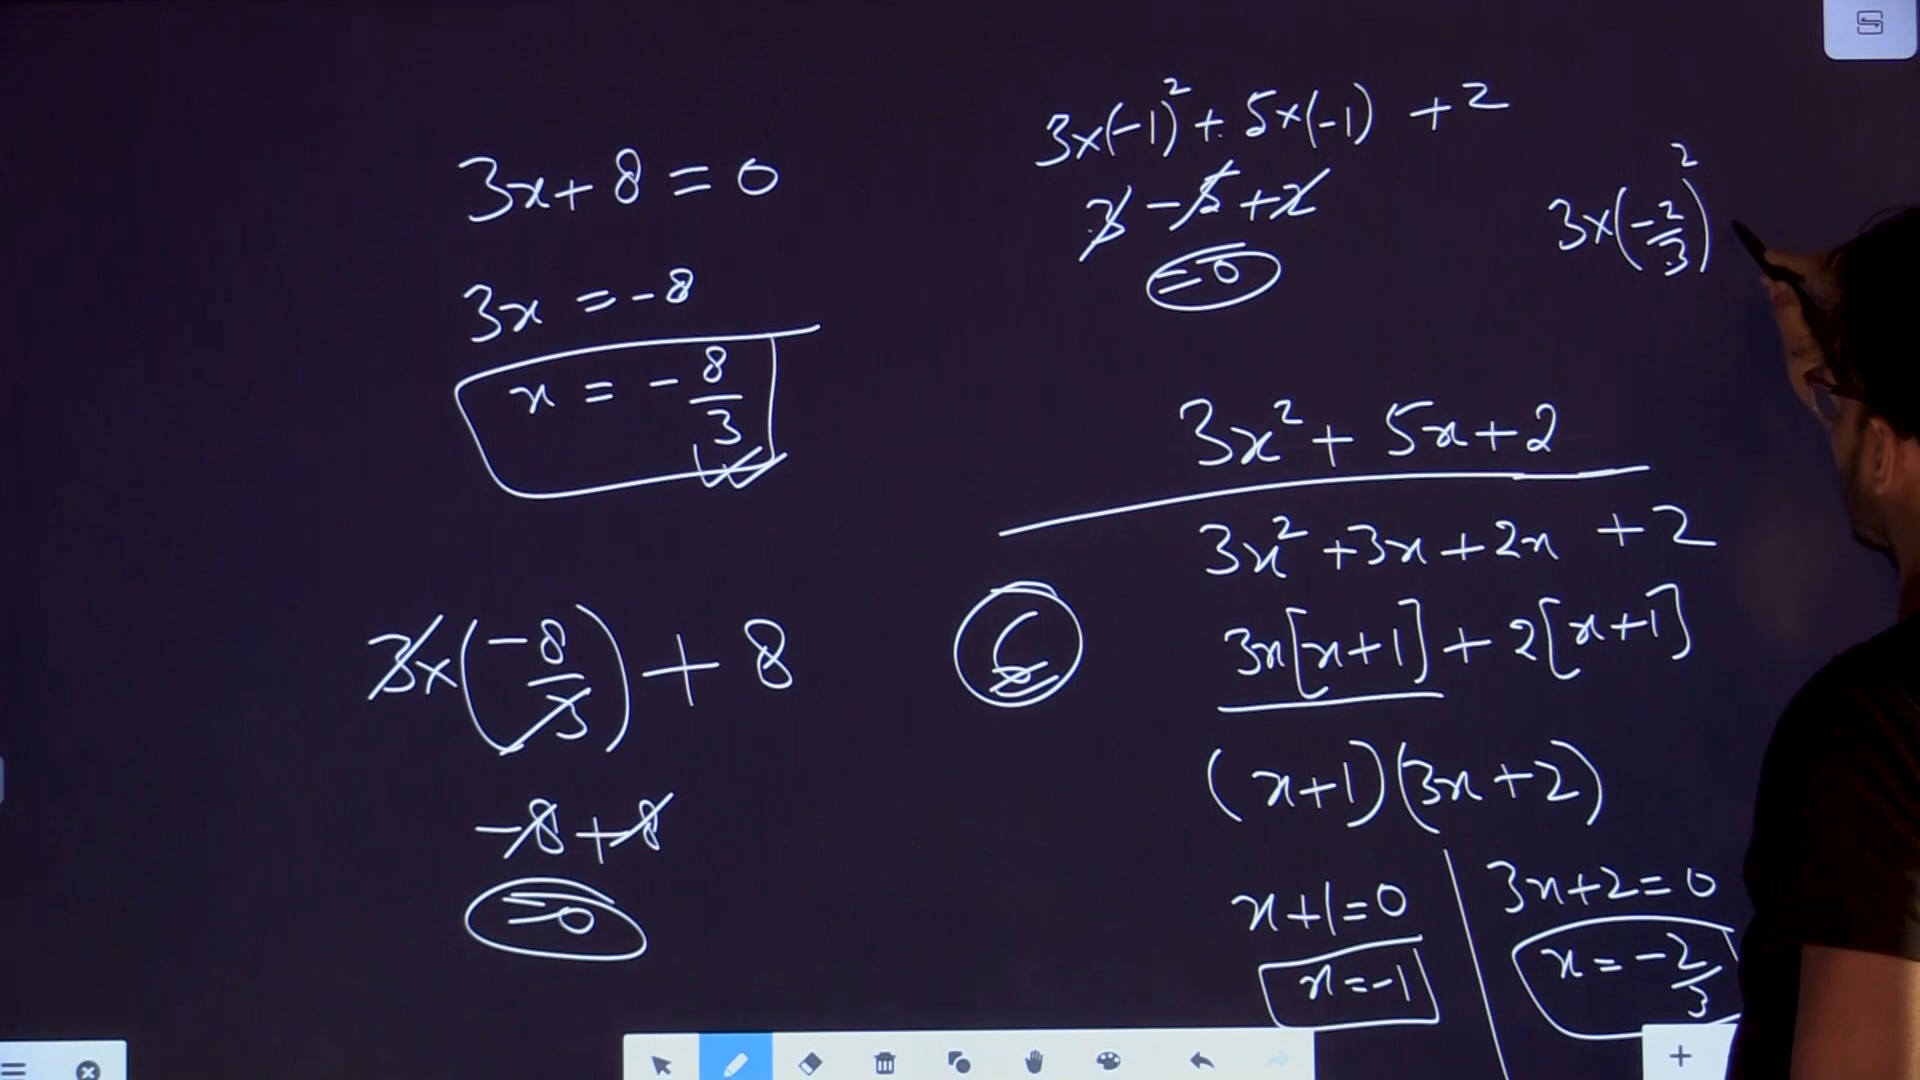 3x+8=0
3x=-8
x=-8/3
3x(-8/3)+8
-8+8
=0
3x(-1)²+5x(-1)+2
3-5+2
=0
3x(-2/3)²
3x²+5x+2
3x²+3x+2x+2
6
3x[x+1]+2[x+1]
(x+1)(3x+2)
x+1=0
x=-1
3x+2=0
x=-2/3